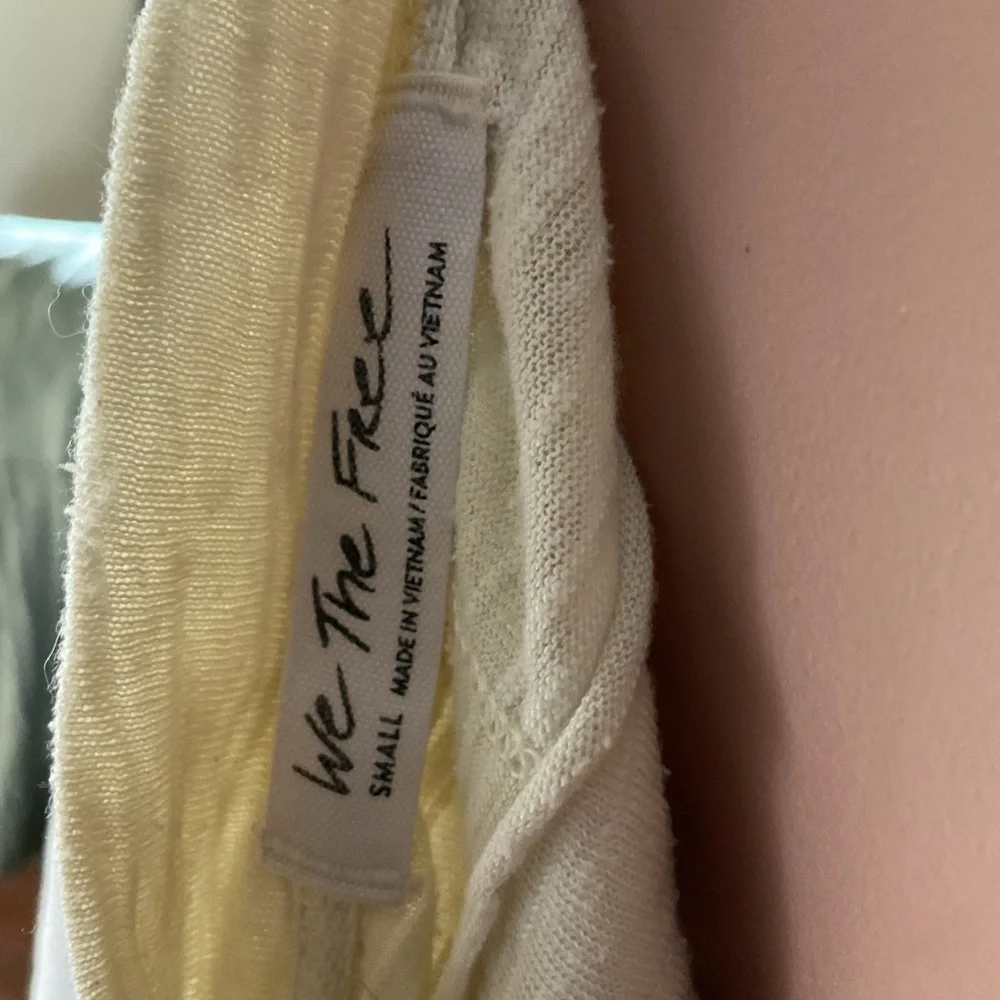 We The Free
SMALL MADE IN VIETNAM / FABRIQUÉ AU VIETNAM